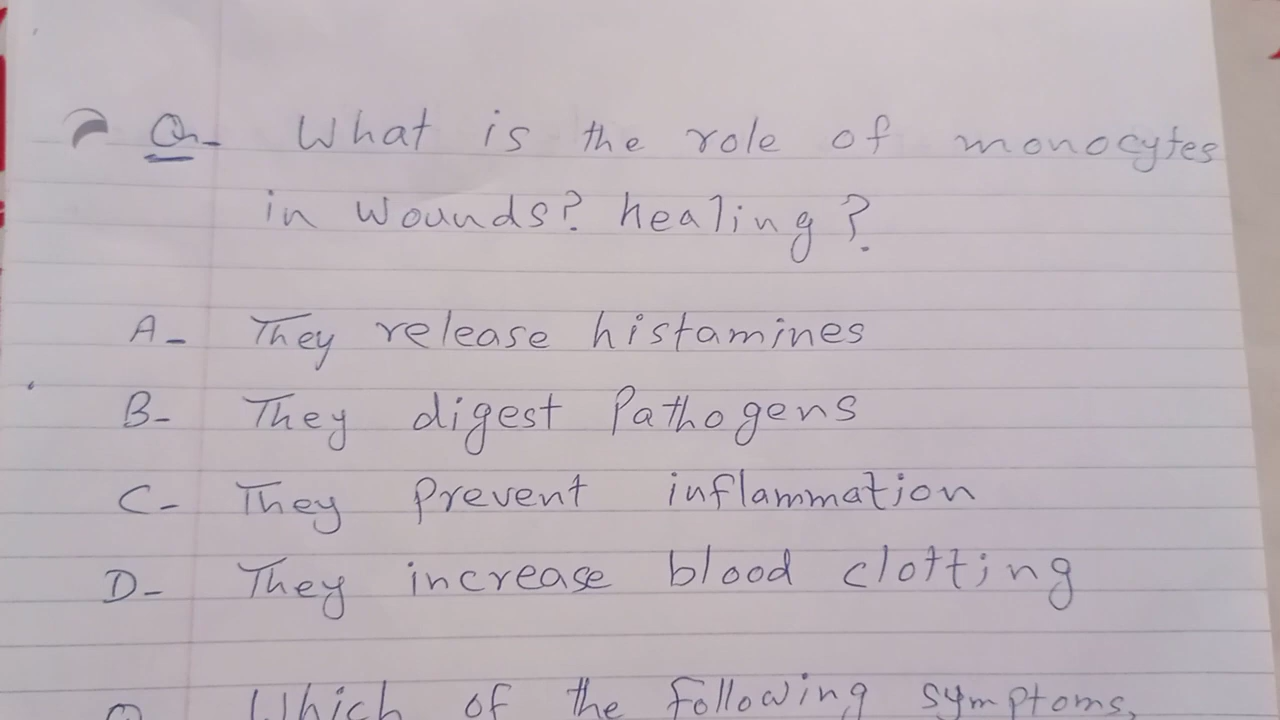 Q- What is the role of monocytes
in wounds? healing?
A- They release histamines
B- They digest Pathogens
C- They prevent inflammation
D- They increase blood clotting
Q Which of the following symptoms,